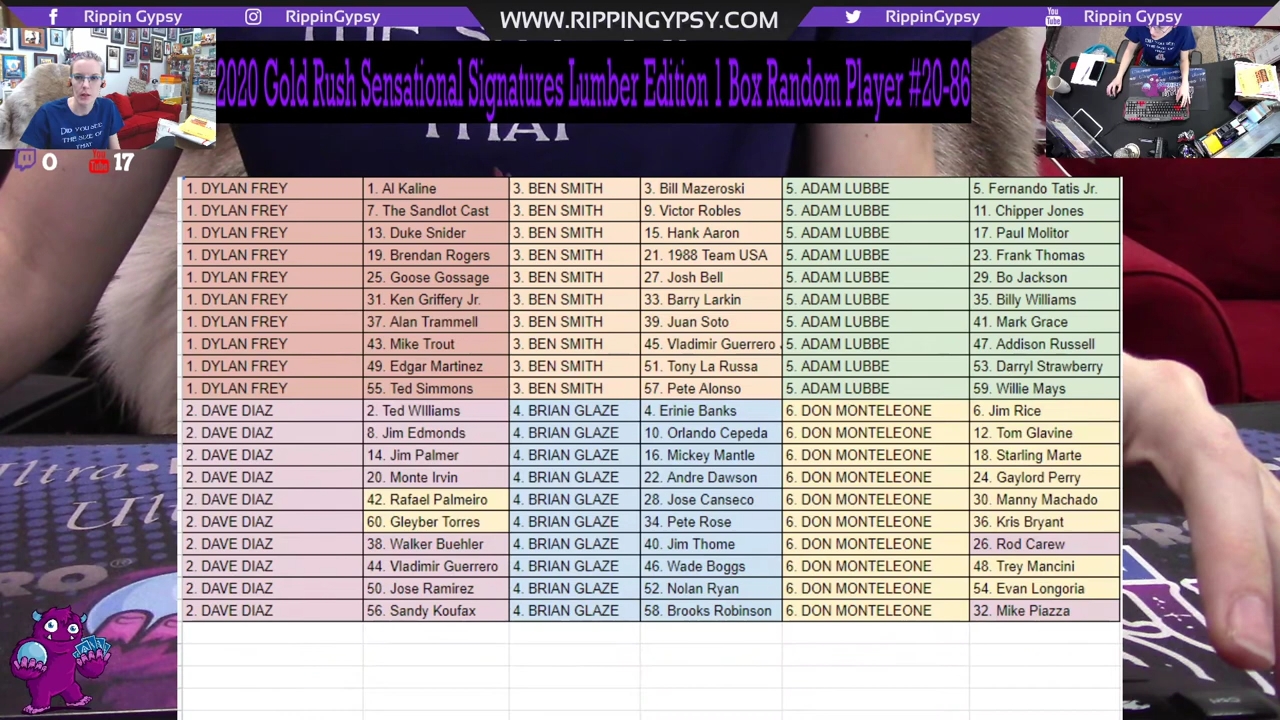 Rippin Gypsy RippinGypsy WWW.RIPPINGYPSY.COM RippinGypsy Rippin Gypsy
2020 Gold Rush Sensational Signatures Lumber Edition 1 Box Random Player #20-86
DID YOU SEE
THE SIZE OF
THAT
THAT
0 17
1. DYLAN FREY 1. Al Kaline 3. BEN SMITH 3. Bill Mazeroski 5. ADAM LUBBE 5. Fernando Tatis Jr.
1. DYLAN FREY 7. The Sandlot Cast 3. BEN SMITH 9. Victor Robles 5. ADAM LUBBE 11. Chipper Jones
1. DYLAN FREY 13. Duke Snider 3. BEN SMITH 15. Hank Aaron 5. ADAM LUBBE 17. Paul Molitor
1. DYLAN FREY 19. Brendan Rogers 3. BEN SMITH 21. 1988 Team USA 5. ADAM LUBBE 23. Frank Thomas
1. DYLAN FREY 25. Goose Gossage 3. BEN SMITH 27. Josh Bell 5. ADAM LUBBE 29. Bo Jackson
1. DYLAN FREY 31. Ken Griffery Jr. 3. BEN SMITH 33. Barry Larkin 5. ADAM LUBBE 35. Billy Williams
1. DYLAN FREY 37. Alan Trammell 3. BEN SMITH 39. Juan Soto 5. ADAM LUBBE 41. Mark Grace
1. DYLAN FREY 43. Mike Trout 3. BEN SMITH 45. Vladimir Guerrero 5. ADAM LUBBE 47. Addison Russell
1. DYLAN FREY 49. Edgar Martinez 3. BEN SMITH 51. Tony La Russa 5. ADAM LUBBE 53. Darryl Strawberry
1. DYLAN FREY 55. Ted Simmons 3. BEN SMITH 57. Pete Alonso 5. ADAM LUBBE 59. Willie Mays
2. DAVE DIAZ 2. Ted WIlliams 4. BRIAN GLAZE 4. Erinie Banks 6. DON MONTELEONE 6. Jim Rice
2. DAVE DIAZ 8. Jim Edmonds 4. BRIAN GLAZE 10. Orlando Cepeda 6. DON MONTELEONE 12. Tom Glavine
2. DAVE DIAZ 14. Jim Palmer 4. BRIAN GLAZE 16. Mickey Mantle 6. DON MONTELEONE 18. Starling Marte
2. DAVE DIAZ 20. Monte Irvin 4. BRIAN GLAZE 22. Andre Dawson 6. DON MONTELEONE 24. Gaylord Perry
2. DAVE DIAZ 42. Rafael Palmeiro 4. BRIAN GLAZE 28. Jose Canseco 6. DON MONTELEONE 30. Manny Machado
2. DAVE DIAZ 60. Gleyber Torres 4. BRIAN GLAZE 34. Pete Rose 6. DON MONTELEONE 36. Kris Bryant
2. DAVE DIAZ 38. Walker Buehler 4. BRIAN GLAZE 40. Jim Thome 6. DON MONTELEONE 26. Rod Carew
2. DAVE DIAZ 44. Vladimir Guerrero 4. BRIAN GLAZE 46. Wade Boggs 6. DON MONTELEONE 48. Trey Mancini
2. DAVE DIAZ 50. Jose Ramirez 4. BRIAN GLAZE 52. Nolan Ryan 6. DON MONTELEONE 54. Evan Longoria
2. DAVE DIAZ 56. Sandy Koufax 4. BRIAN GLAZE 58. Brooks Robinson 6. DON MONTELEONE 32. Mike Piazza